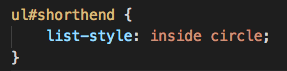 ul#shorthend {
    list-style: inside circle;
}